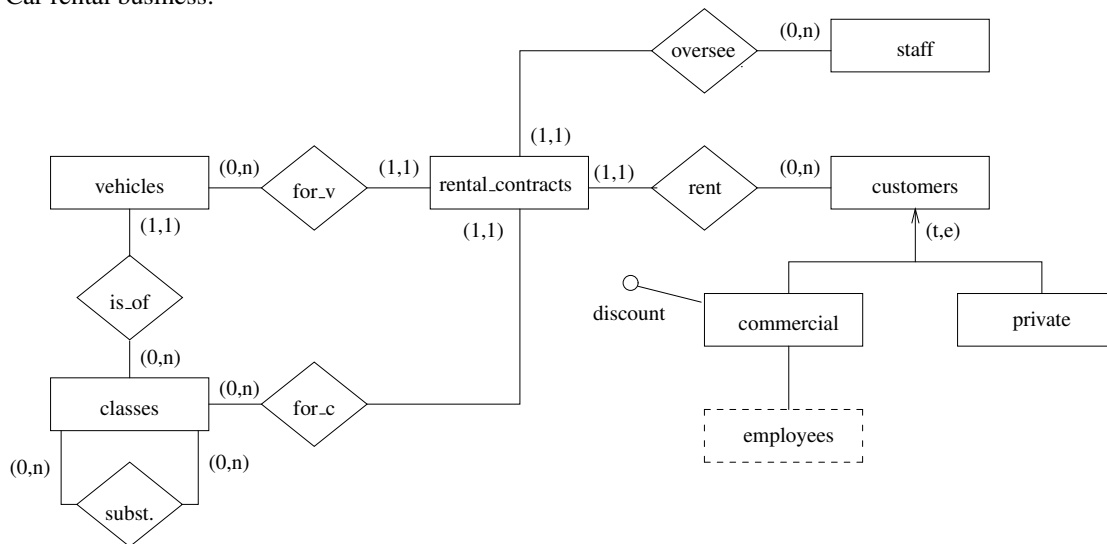 Car rental business:
oversee
(0,n)
staff
(1,1)
vehicles
(0,n)
for_v
(1,1)
rental_contracts
(1,1)
rent
(0,n)
customers
(1,1)
(1,1)
(t,e)
is_of
discount
commercial
private
(0,n)
classes
(0,n)
for_c
employees
(0,n)
(0,n)
subst.